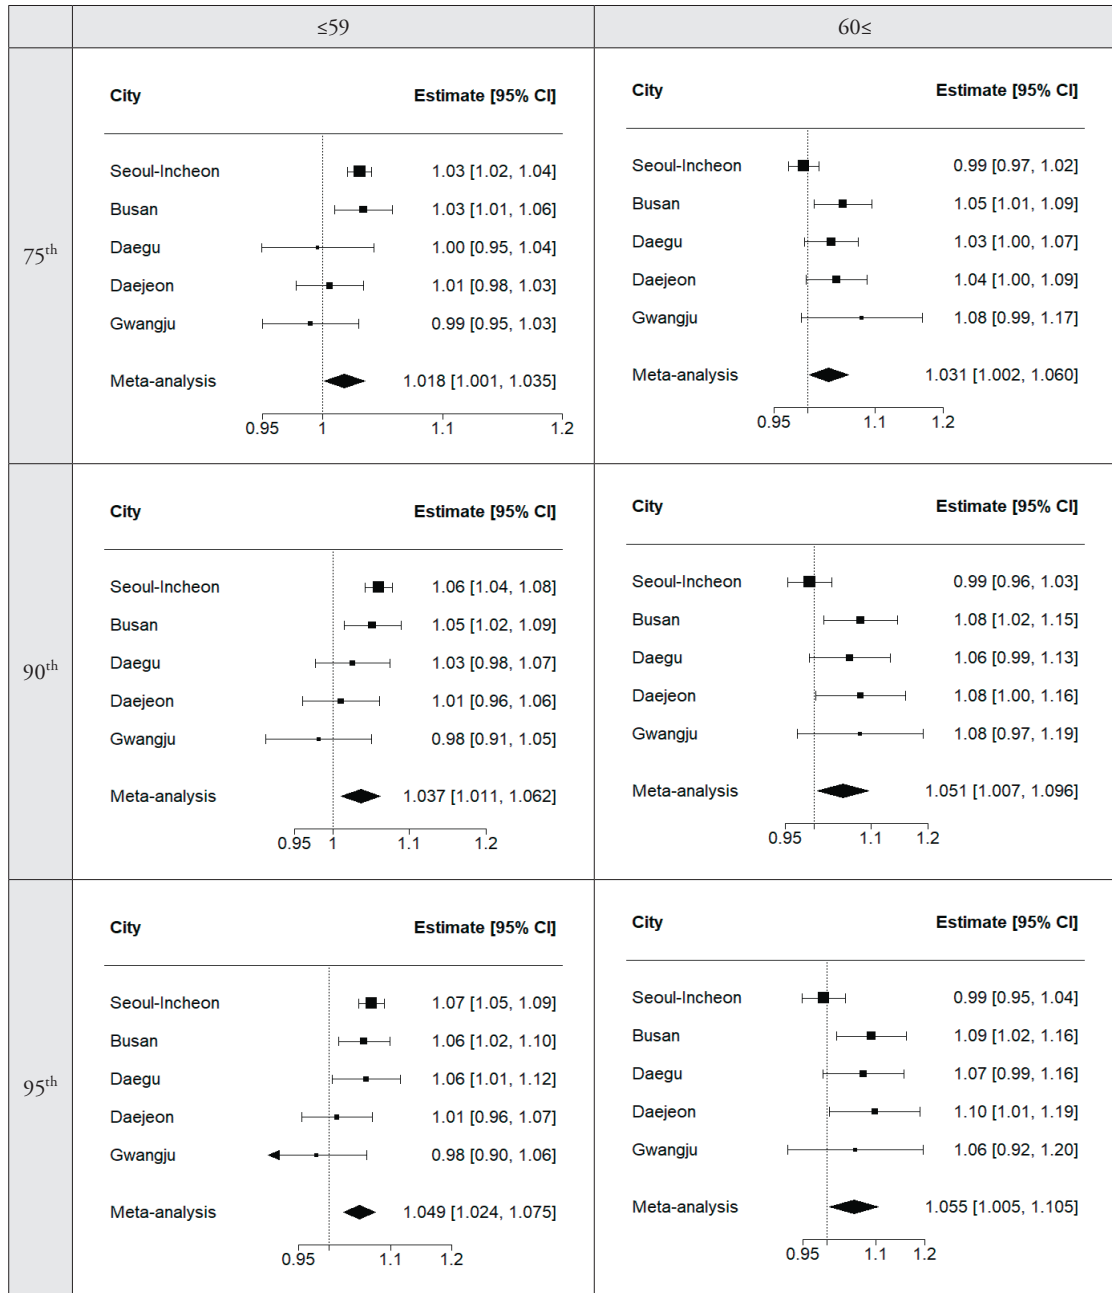 ≤59 60≤
75th
City Estimate [95% CI]
Seoul-Incheon 1.03 [1.02, 1.04]
Busan 1.03 [1.01, 1.06]
Daegu 1.00 [0.95, 1.04]
Daejeon 1.01 [0.98, 1.03]
Gwangju 0.99 [0.95, 1.03]
Meta-analysis 1.018 [1.001, 1.035]
0.95 1 1.1 1.2
City Estimate [95% CI]
Seoul-Incheon 0.99 [0.97, 1.02]
Busan 1.05 [1.01, 1.09]
Daegu 1.03 [1.00, 1.07]
Daejeon 1.04 [1.00, 1.09]
Gwangju 1.08 [0.99, 1.17]
Meta-analysis 1.031 [1.002, 1.060]
0.95 1.1 1.2
90th
City Estimate [95% CI]
Seoul-Incheon 1.06 [1.04, 1.08]
Busan 1.05 [1.02, 1.09]
Daegu 1.03 [0.98, 1.07]
Daejeon 1.01 [0.96, 1.06]
Gwangju 0.98 [0.91, 1.05]
Meta-analysis 1.037 [1.011, 1.062]
0.95 1 1.1 1.2
City Estimate [95% CI]
Seoul-Incheon 0.99 [0.96, 1.03]
Busan 1.08 [1.02, 1.15]
Daegu 1.06 [0.99, 1.13]
Daejeon 1.08 [1.00, 1.16]
Gwangju 1.08 [0.97, 1.19]
Meta-analysis 1.051 [1.007, 1.096]
0.95 1.1 1.2
95th
City Estimate [95% CI]
Seoul-Incheon 1.07 [1.05, 1.09]
Busan 1.06 [1.02, 1.10]
Daegu 1.06 [1.01, 1.12]
Daejeon 1.01 [0.96, 1.07]
Gwangju 0.98 [0.90, 1.06]
Meta-analysis 1.049 [1.024, 1.075]
0.95 1.1 1.2
City Estimate [95% CI]
Seoul-Incheon 0.99 [0.95, 1.04]
Busan 1.09 [1.02, 1.16]
Daegu 1.07 [0.99, 1.16]
Daejeon 1.10 [1.01, 1.19]
Gwangju 1.06 [0.92, 1.20]
Meta-analysis 1.055 [1.005, 1.105]
0.95 1.1 1.2